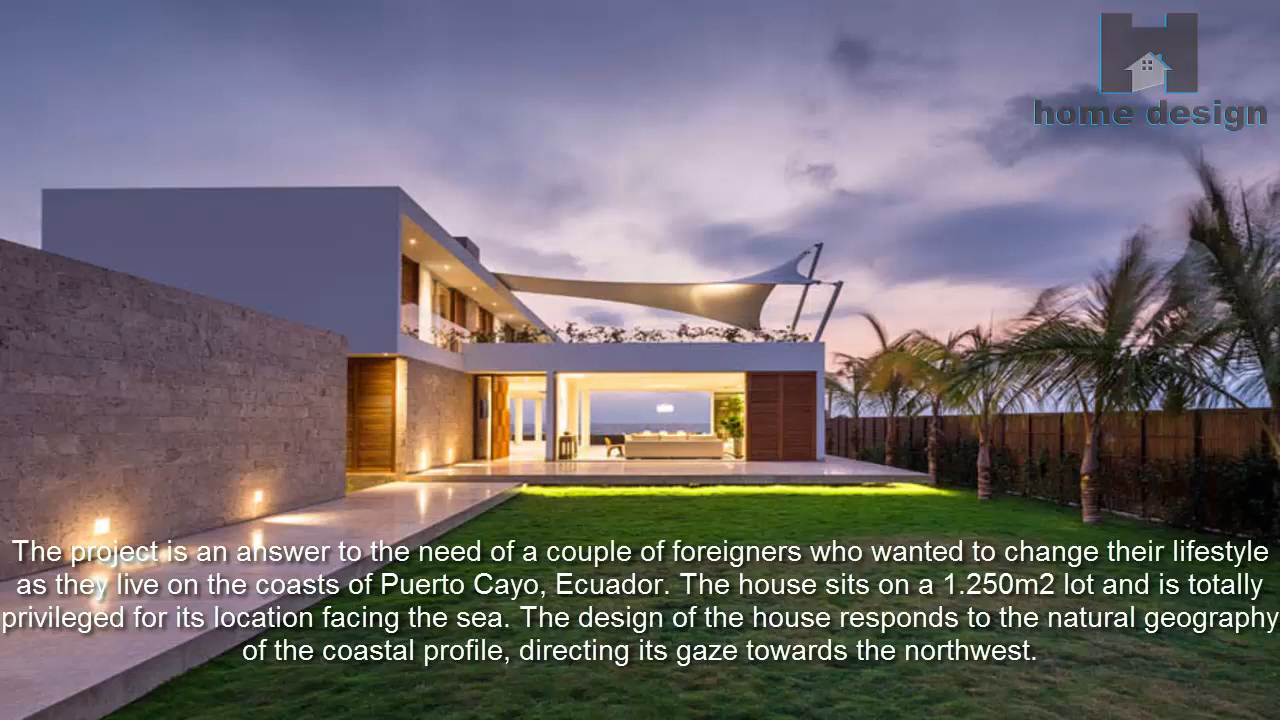 home design
The project is an answer to the need of a couple of foreigners who wanted to change their lifestyle
as they live on the coasts of Puerto Cayo, Ecuador. The house sits on a 1.250m2 lot and is totally
privileged for its location facing the sea. The design of the house responds to the natural geography
of the coastal profile, directing its gaze towards the northwest.